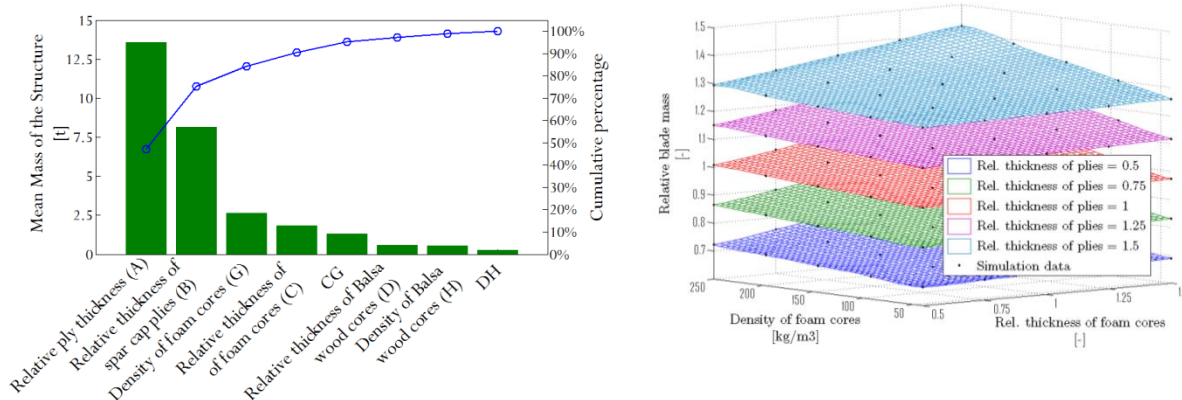 15
12.5
10
7.5
5
2.5
0
Mean Mass of the Structure
[t]
100%
90%
80%
70%
60%
50%
40%
30%
20%
10%
0%
Cumulative percentage
Relative ply thickness (A)
Relative thickness of
spar cap plies (B)
Density of foam cores (G)
Relative thickness of
of foam cores (C)
CG
Relative thickness of Balsa
wood cores (D)
Density of Balsa
wood cores (H)
DH
1.5
1.4
1.3
1.2
1.1
1
0.9
0.8
0.7
Relative blade mass
[-]
Rel. thickness of plies = 0.5
Rel. thickness of plies = 0.75
Rel. thickness of plies = 1
Rel. thickness of plies = 1.25
Rel. thickness of plies = 1.5
Simulation data
250
200
150
100
50
Density of foam cores
[kg/m3]
0.5
0.75
1
1.25
Rel. thickness of foam cores
[-]